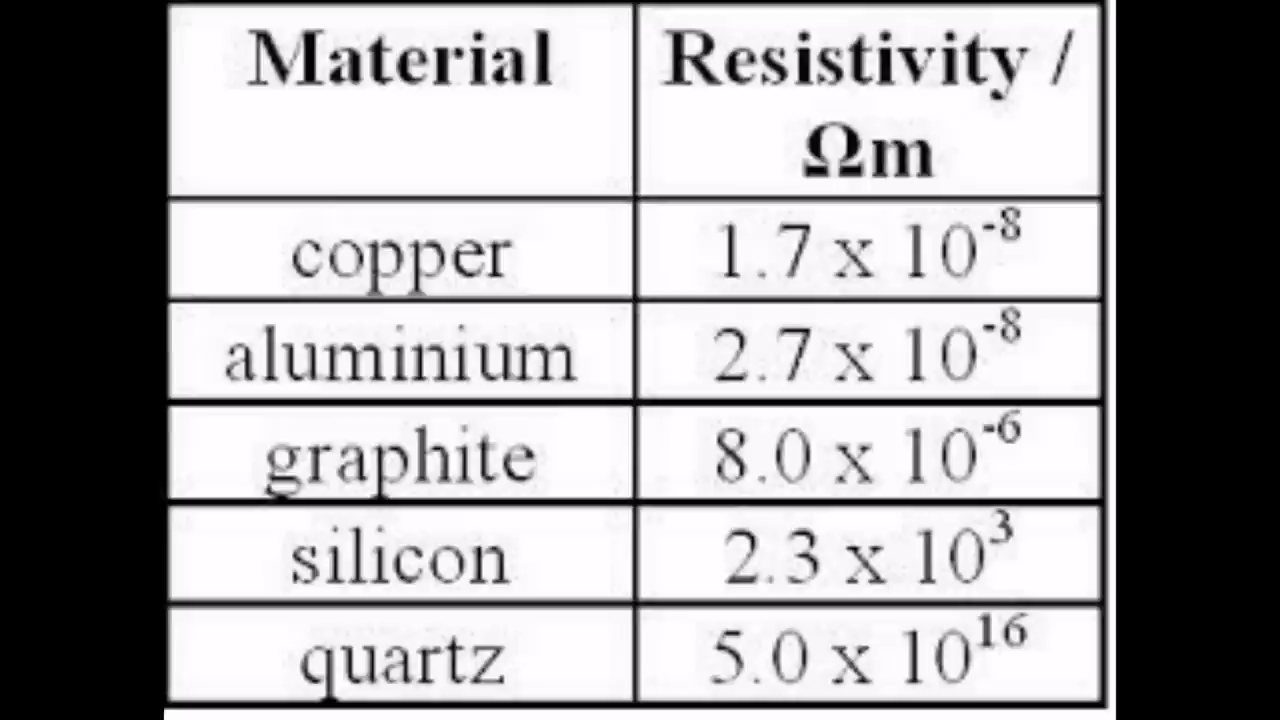 Material Resistivity /
Ωm
copper 1.7 x 10⁻⁸
aluminium 2.7 x 10⁻⁸
graphite 8.0 x 10⁻⁶
silicon 2.3 x 10³
quartz 5.0 x 10¹⁶